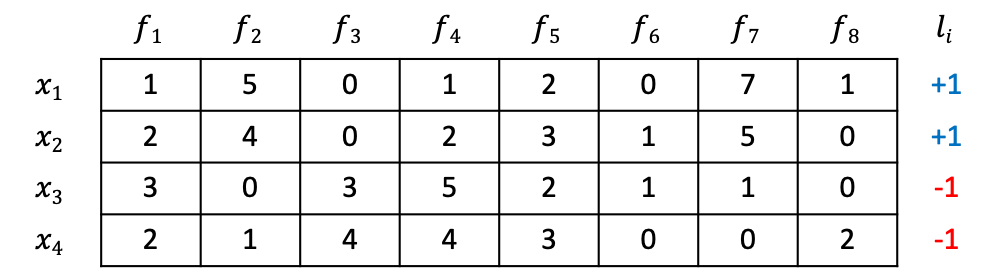 f₁ f₂ f₃ f₄ f₅ f₆ f₇ f₈ lᵢ
x₁ 1 5 0 1 2 0 7 1 +1
x₂ 2 4 0 2 3 1 5 0 +1
x₃ 3 0 3 5 2 1 1 0 -1
x₄ 2 1 4 4 3 0 0 2 -1